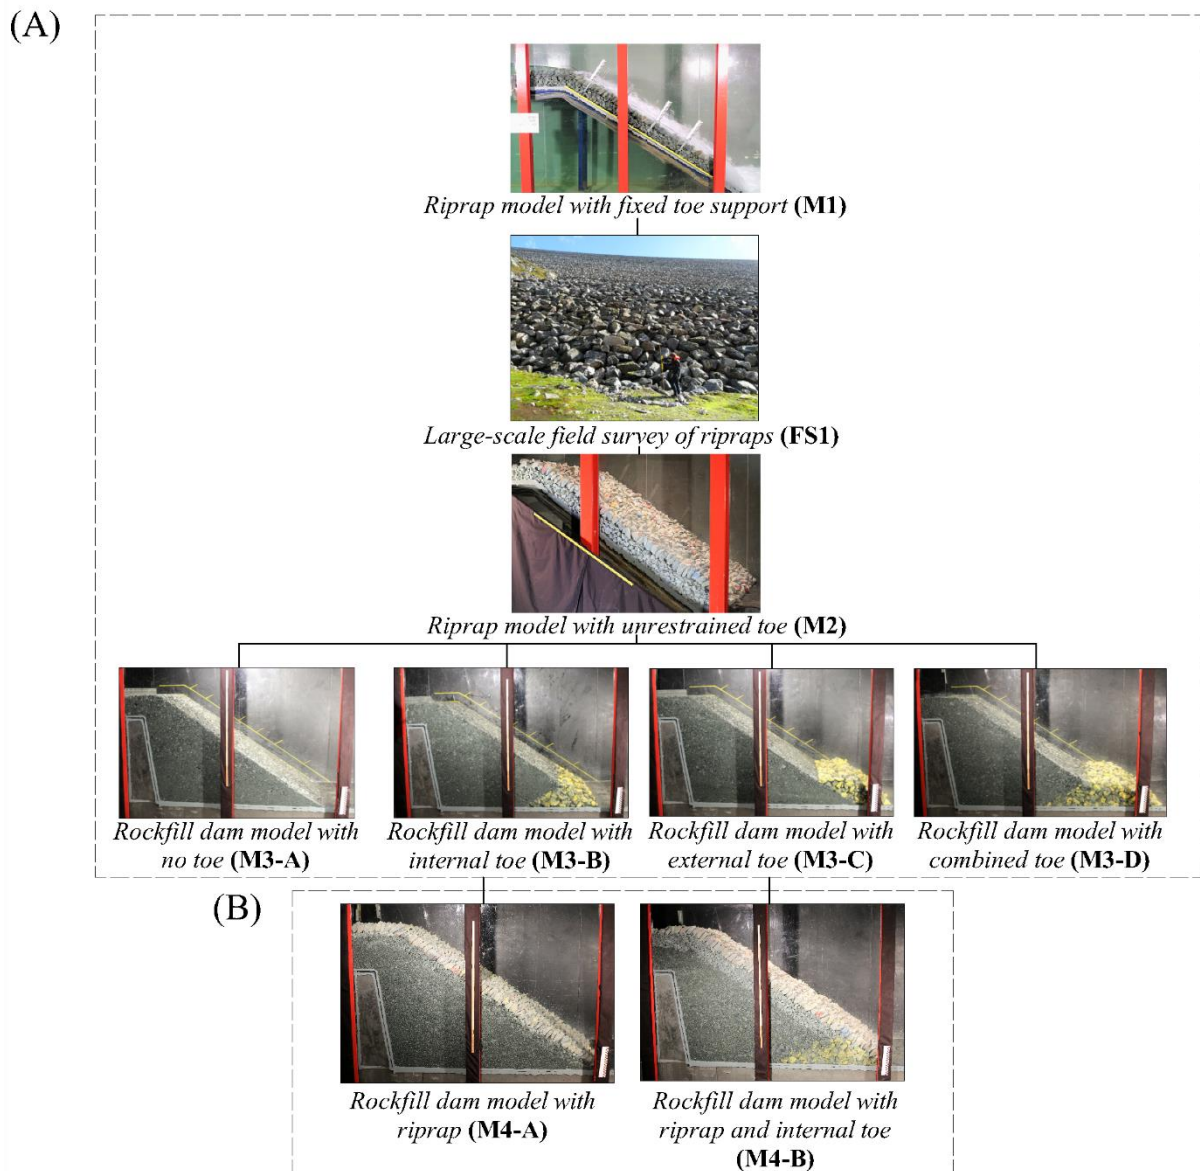 (A)
Riprap model with fixed toe support (M1)
Large-scale field survey of ripraps (FS1)
Riprap model with unrestrained toe (M2)
Rockfill dam model with
no toe (M3-A)
Rockfill dam model with
internal toe (M3-B)
Rockfill dam model with
external toe (M3-C)
Rockfill dam model with
combined toe (M3-D)
(B)
Rockfill dam model with
riprap (M4-A)
Rockfill dam model with
riprap and internal toe
(M4-B)